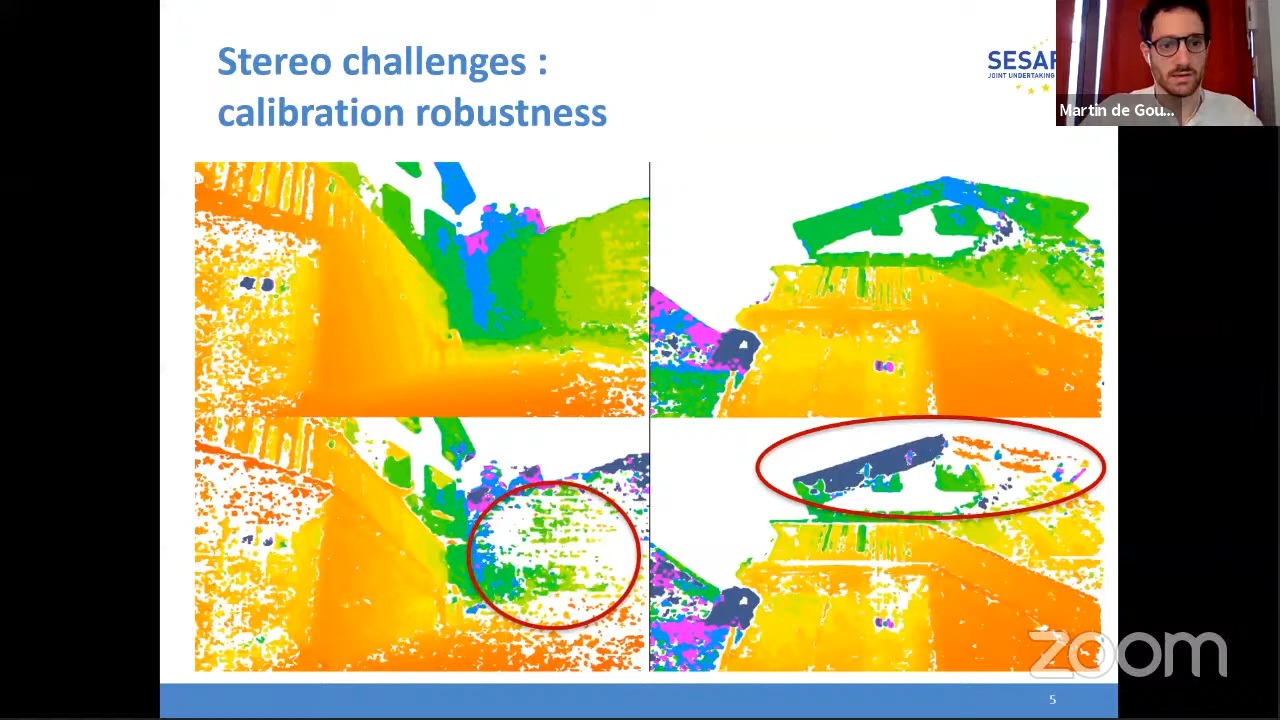 Stereo challenges :
calibration robustness
SESAR
JOINT UNDERTAKING
Martin de Gou...
zoom
5